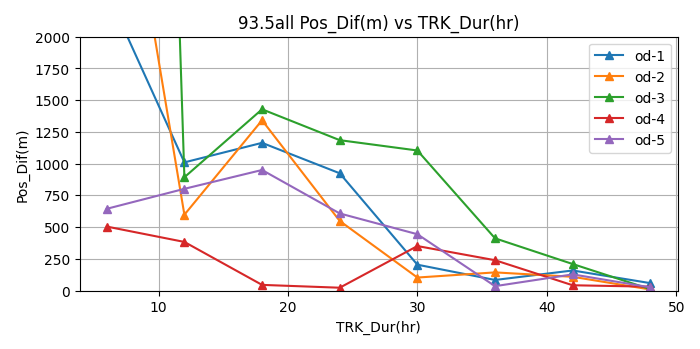 93.5all Pos_Dif(m) vs TRK_Dur(hr)
2000
1750
1500
1250
1000
750
500
250
0
Pos_Dif(m)
10
20
30
40
50
TRK_Dur(hr)
od-1
od-2
od-3
od-4
od-5